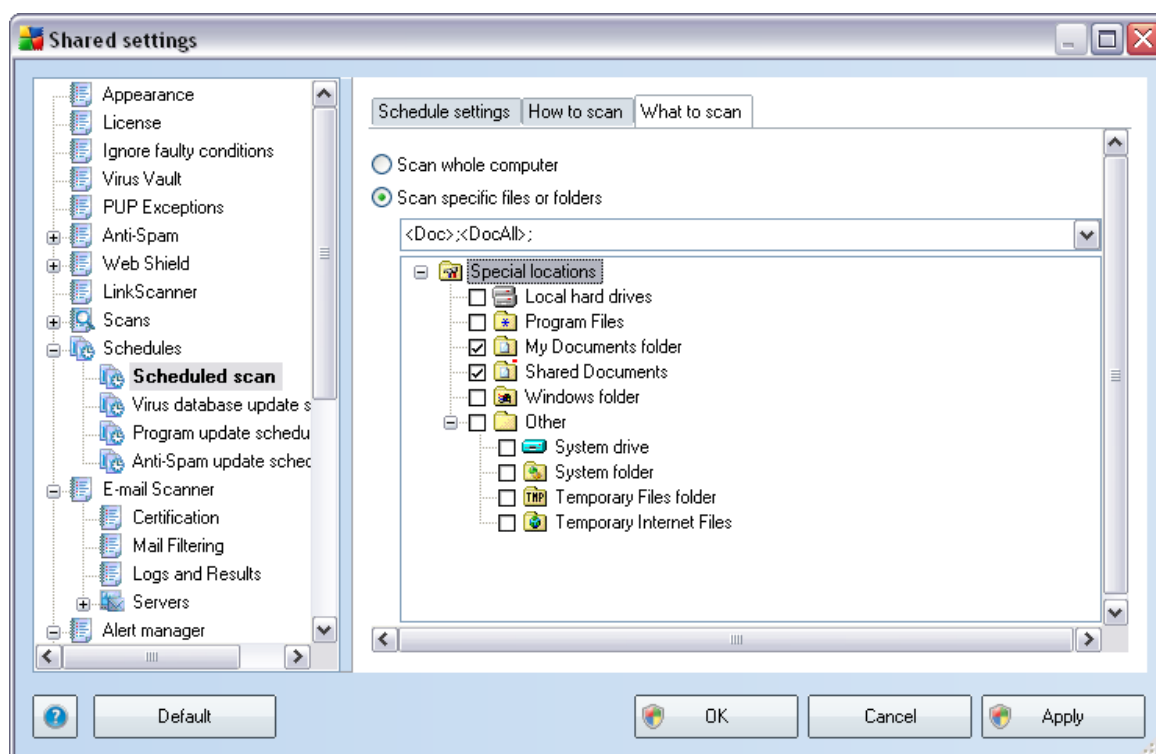 Shared settings
Appearance
License
Ignore faulty conditions
Virus Vault
PUP Exceptions
Anti-Spam
Web Shield
LinkScanner
Scans
Schedules
Scheduled scan
Virus database update s
Program update schedu
Anti-Spam update sched
E-mail Scanner
Certification
Mail Filtering
Logs and Results
Servers
Alert manager
Schedule settings
How to scan
What to scan
Scan whole computer
Scan specific files or folders
<Doc>;<DocAll>;
Special locations
Local hard drives
Program Files
My Documents folder
Shared Documents
Windows folder
Other
System drive
System folder
TMP Temporary Files folder
Temporary Internet Files
? Default
OK
Cancel
Apply